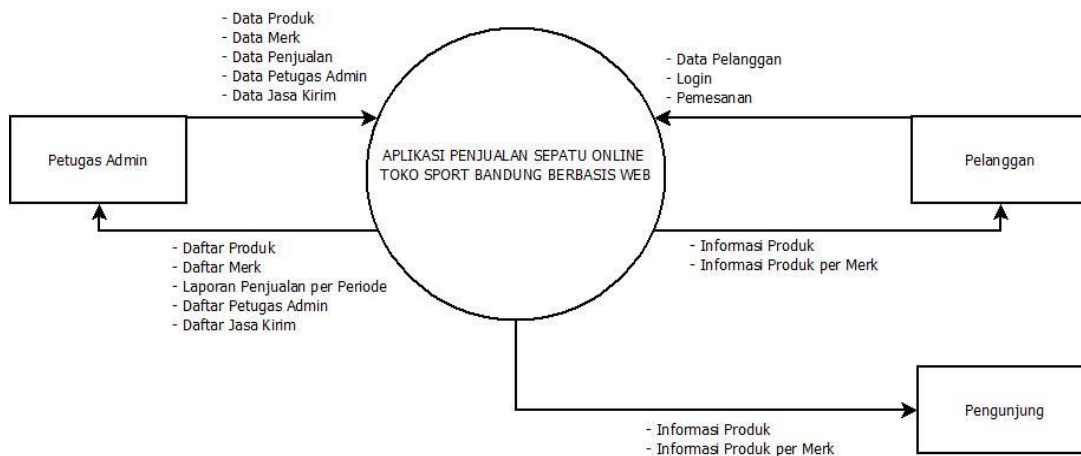 - Data Produk
- Data Merk
- Data Penjualan
- Data Petugas Admin
- Data Jasa Kirim
- Data Pelanggan
- Login
- Pemesanan
Petugas Admin
APLIKASI PENJUALAN SEPATU ONLINE
TOKO SPORT BANDUNG BERBASIS WEB
Pelanggan
- Daftar Produk
- Daftar Merk
- Laporan Penjualan per Periode
- Daftar Petugas Admin
- Daftar Jasa Kirim
- Informasi Produk
- Informasi Produk per Merk
Pengunjung
- Informasi Produk
- Informasi Produk per Merk